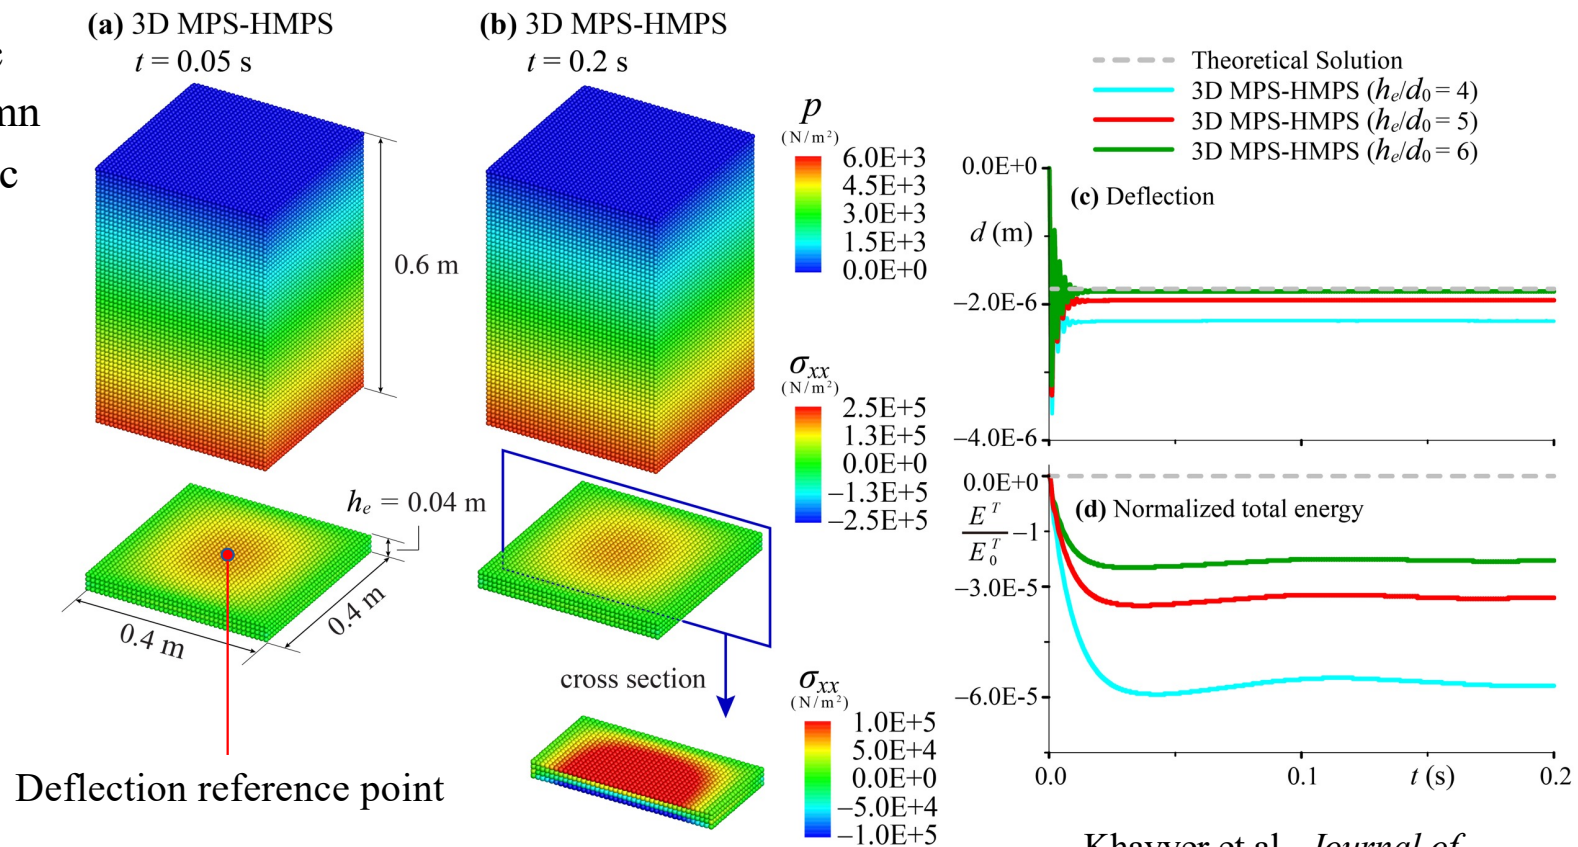 (a) 3D MPS-HMPS
t = 0.05 s
(b) 3D MPS-HMPS
t = 0.2 s
mn
c
0.6 m
p
(N/m²)
6.0E+3
4.5E+3
3.0E+3
1.5E+3
0.0E+0
σxx
(N/m²)
2.5E+5
1.3E+5
0.0E+0
−1.3E+5
−2.5E+5
he = 0.04 m
0.4 m
0.4 m
Deflection reference point
cross section
σxx
(N/m²)
1.0E+5
5.0E+4
0.0E+0
−5.0E+4
−1.0E+5
Theoretical Solution
3D MPS-HMPS (he/d0 = 4)
3D MPS-HMPS (he/d0 = 5)
3D MPS-HMPS (he/d0 = 6)
0.0E+0
(c) Deflection
d (m)
−2.0E-6
−4.0E-6
0.0E+0
(d) Normalized total energy
E^T
E0^T
−1
−3.0E-5
−6.0E-5
0.0
0.1
t (s)
0.2
Khayyer et al., Journal of